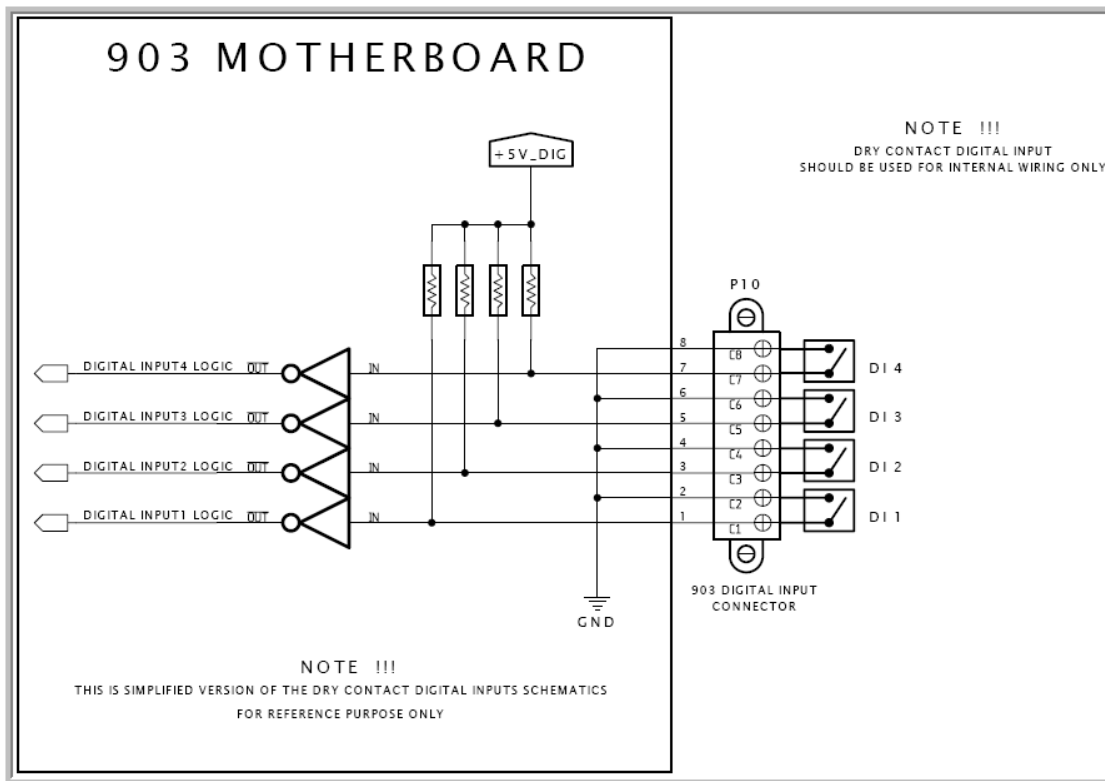 903 MOTHERBOARD
+5V_DIG
NOTE !!!
DRY CONTACT DIGITAL INPUT
SHOULD BE USED FOR INTERNAL WIRING ONLY
P10
DIGITAL INPUT4 LOGIC OUT IN 8 C8
7 C7 DI 4
DIGITAL INPUT3 LOGIC OUT IN 6 C6
5 C5 DI 3
DIGITAL INPUT2 LOGIC OUT IN 4 C4
3 C3 DI 2
DIGITAL INPUT1 LOGIC OUT IN 2 C2
1 C1 DI 1
903 DIGITAL INPUT
CONNECTOR
GND
NOTE !!!
THIS IS SIMPLIFIED VERSION OF THE DRY CONTACT DIGITAL INPUTS SCHEMATICS
FOR REFERENCE PURPOSE ONLY